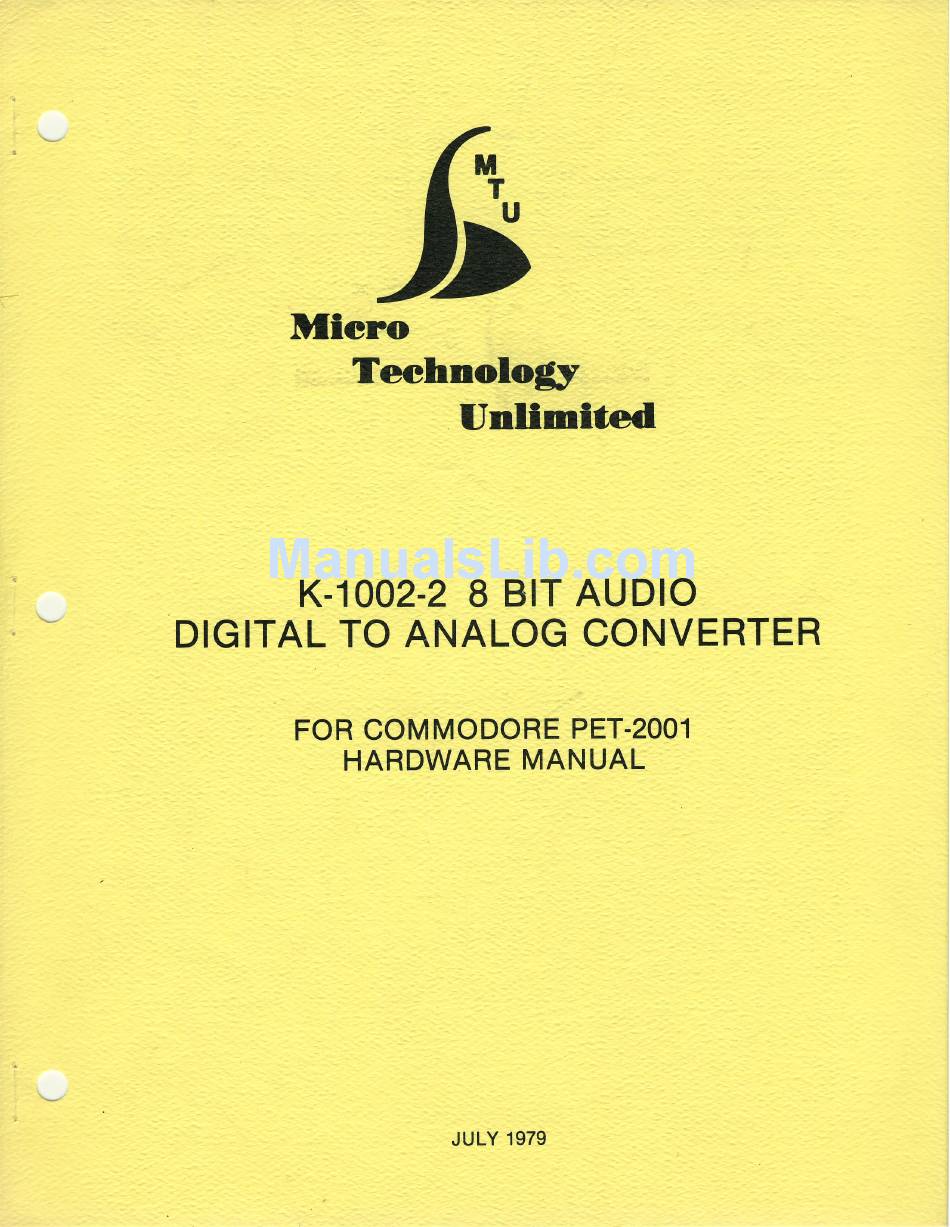 M
T
U
Micro
Technology
Unlimited
ManualsLib.com
K-1002-2 8 BIT AUDIO
DIGITAL TO ANALOG CONVERTER
FOR COMMODORE PET-2001
HARDWARE MANUAL
JULY 1979